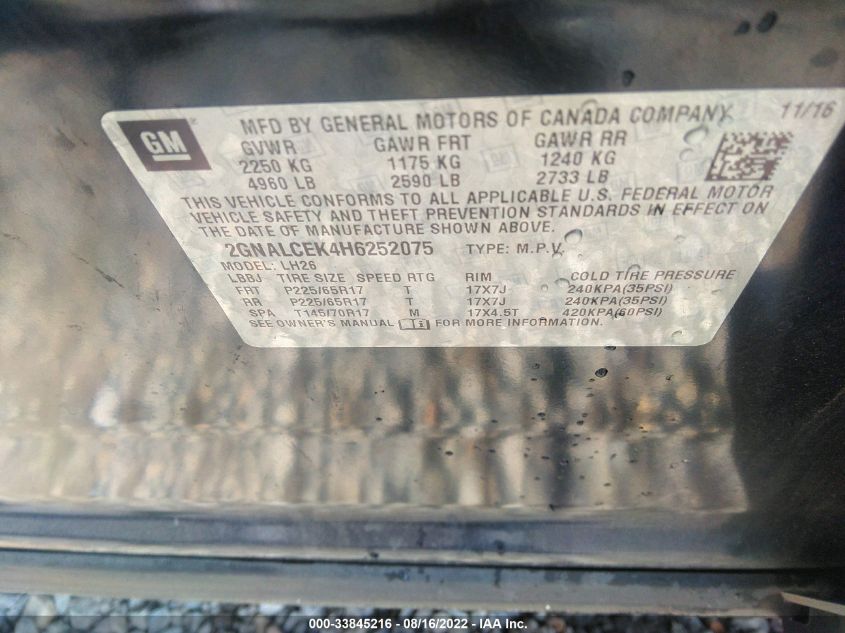 GM
MFD BY GENERAL MOTORS OF CANADA COMPANY 11/16
GVWR GAWR FRT GAWR RR
2250 KG 1175 KG 1240 KG
4960 LB 2590 LB 2733 LB
THIS VEHICLE CONFORMS TO ALL APPLICABLE U.S. FEDERAL MOTOR
VEHICLE SAFETY AND THEFT PREVENTION STANDARDS IN EFFECT ON
THE DATE OF MANUFACTURE SHOWN ABOVE.
2GNALCEK4H6252075 TYPE: M.P.V.
MODEL: LH26
LBBJ TIRE SIZE SPEED RTG RIM COLD TIRE PRESSURE
FRT P225/65R17 T 17X7J 240KPA(35PSI)
RR P225/65R17 T 17X7J 240KPA(35PSI)
SPA T145/70R17 M 17X4.5T 420KPA(60PSI)
SEE OWNER'S MANUAL FOR MORE INFORMATION.
000-33845216 - 08/16/2022 - IAA Inc.